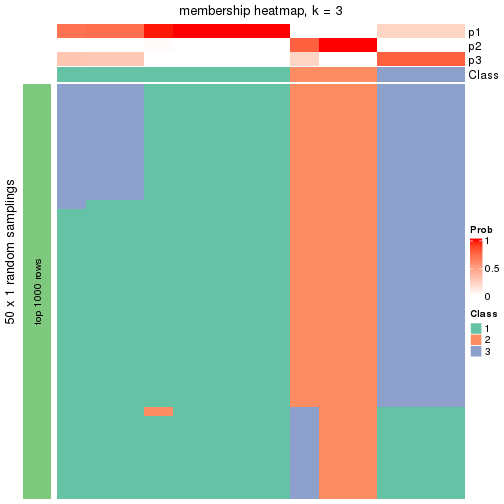 membership heatmap, k = 3
p1
p2
p3
Class
50 x 1 random samplings
top 1000 rows
Prob
1
0.5
0
Class
1
2
3